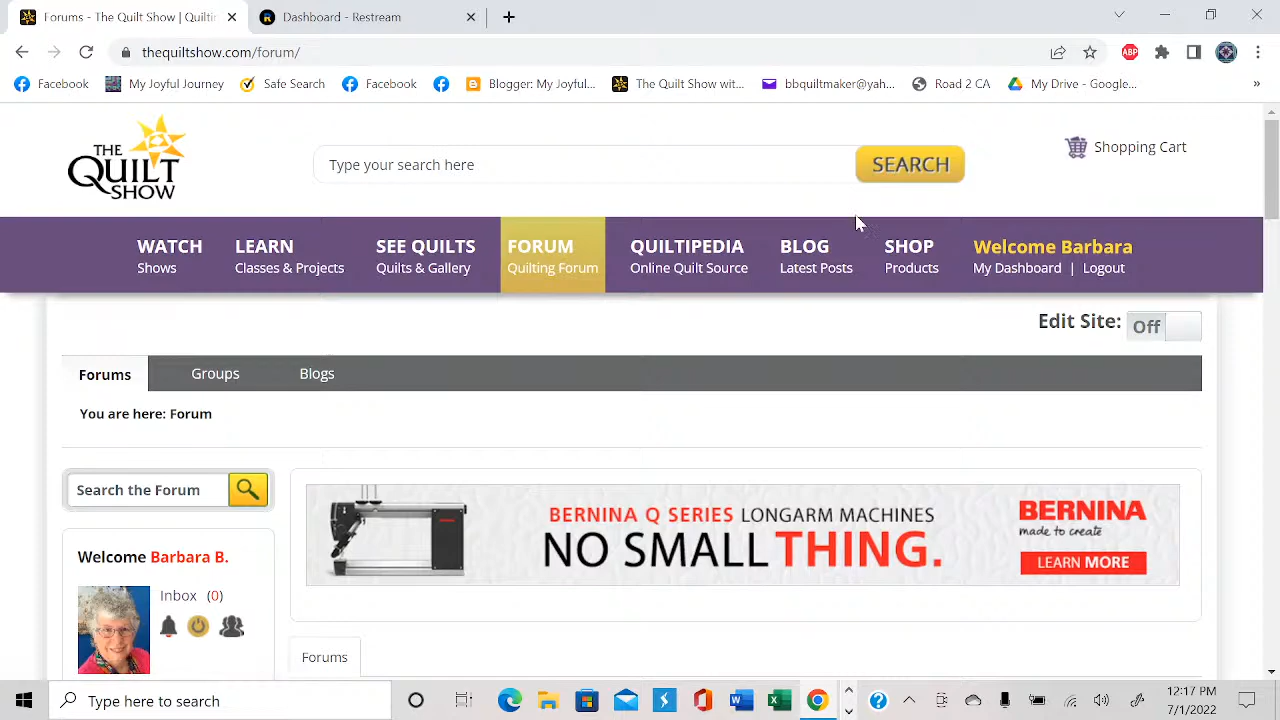 Forums - The Quilt Show
Dashboard - Restream
thequiltshow.com/forum/
ABP
Facebook
My Joyful Journey
Safe Search
Facebook
Blogger: My Joyful...
The Quilt Show wit...
bbquiltmaker@yah...
Road 2 CA
My Drive - Google...
»
THE
QUILT
SHOW
Type your search here
SEARCH
Shopping Cart
WATCH
Shows
LEARN
Classes & Projects
SEE QUILTS
Quilts & Gallery
FORUM
Quilting Forum
QUILTIPEDIA
Online Quilt Source
BLOG
Latest Posts
SHOP
Products
Welcome Barbara
My Dashboard | Logout
Edit Site: Off
Forums Groups Blogs
You are here: Forum
Search the Forum
BERNINA Q SERIES LONGARM MACHINES
NO SMALL THING.
BERNINA
made to create
LEARN MORE
Welcome Barbara B.
Inbox (0)
Forums
Type here to search
12:17 PM
7/1/2022